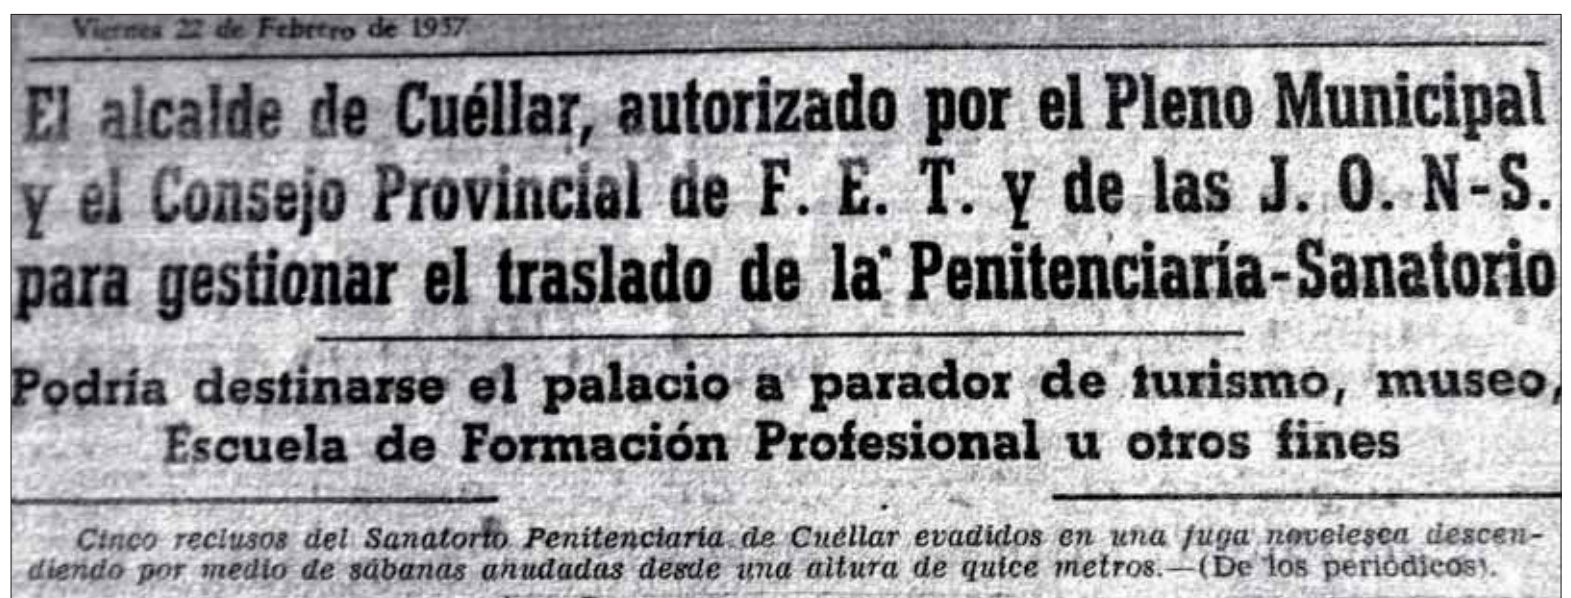 Viernes 22 de Febrero de 1957
El alcalde de Cuéllar, autorizado por el Pleno Municipal
y el Consejo Provincial de F. E. T. y de las J. O. N-S.
para gestionar el traslado de la Penitenciaría-Sanatorio
Podría destinarse el palacio a parador de turismo, museo,
Escuela de Formación Profesional u otros fines
Cinco reclusos del Sanatorio Penitenciaria de Cuéllar evadidos en una fuga novelesca descen-
diendo por medio de sábanas anudadas desde una altura de quice metros.—(De los periódicos).